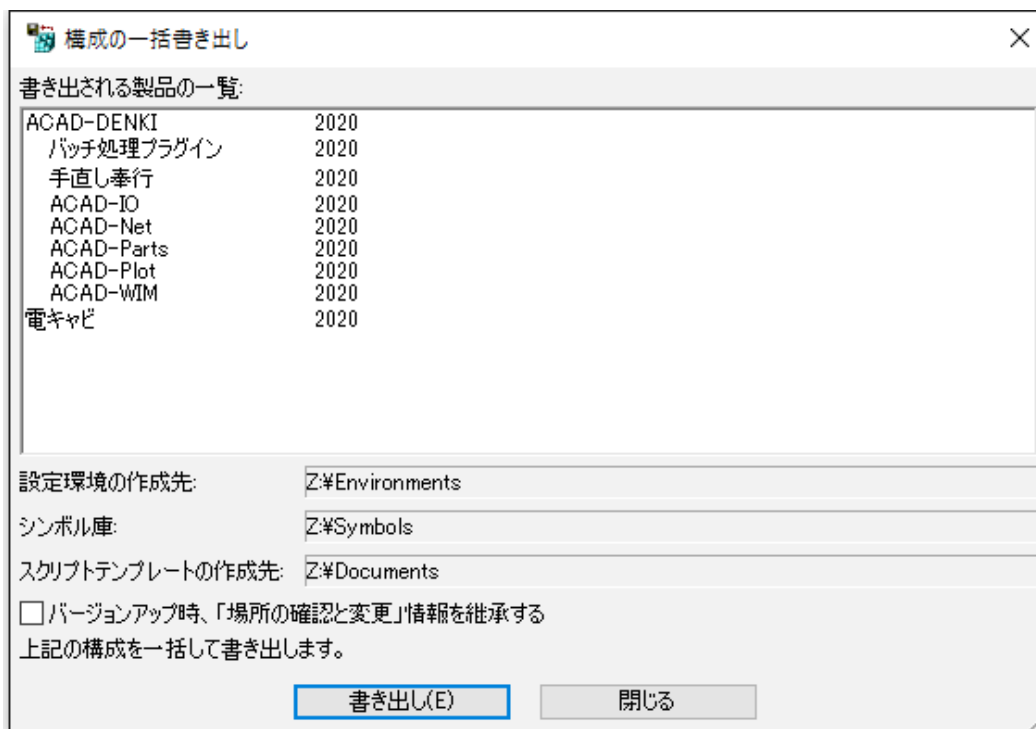 構成の一括書き出し
書き出される製品の一覧:
ACAD-DENKI 2020
バッチ処理プラグイン 2020
手直し奉行 2020
ACAD-IO 2020
ACAD-Net 2020
ACAD-Parts 2020
ACAD-Plot 2020
ACAD-WIM 2020
電キャビ 2020
設定環境の作成先: Z:¥Environments
シンボル庫: Z:¥Symbols
スクリプトテンプレートの作成先: Z:¥Documents
バージョンアップ時、「場所の確認と変更」情報を継承する
上記の構成を一括して書き出します。
書き出し(E) 閉じる